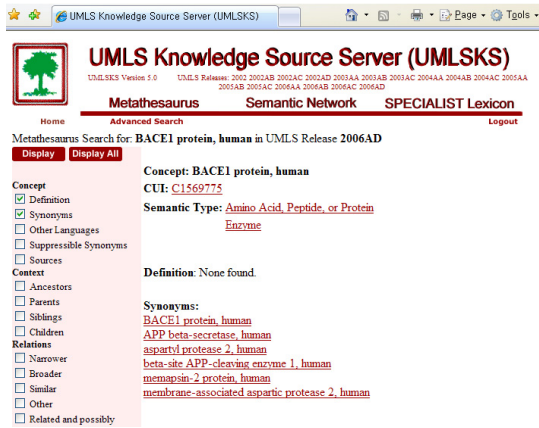 UMLS Knowledge Source Server (UMLSKS)
Page
Tools
UMLS Knowledge Source Server (UMLSKS)
UMLSKS Version 5.0 UMLS Releases: 2002 2002AB 2002AC 2002AD 2003AA 2003AB 2003AC 2004AA 2004AB 2004AC 2005AA
2005AB 2005AC 2006AA 2006AB 2006AC 2006AD
Metathesaurus Semantic Network SPECIALIST Lexicon
Home Advanced Search Logout
Metathesaurus Search for: BACE1 protein, human in UMLS Release 2006AD
Display Display All
Concept: BACE1 protein, human
Concept
CUI: C1569775
Definition
Synonyms
Semantic Type: Amino Acid, Peptide, or Protein
Other Languages
Enzyme
Suppressible Synonyms
Sources
Context
Definition: None found.
Ancestors
Parents
Synonyms:
Siblings
BACE1 protein, human
Children
APP beta-secretase, human
Relations
aspartyl protease 2, human
Narrower
beta-site APP-cleaving enzyme 1, human
Broader
memapsin-2 protein, human
Similar
membrane-associated aspartic protease 2, human
Other
Related and possibly